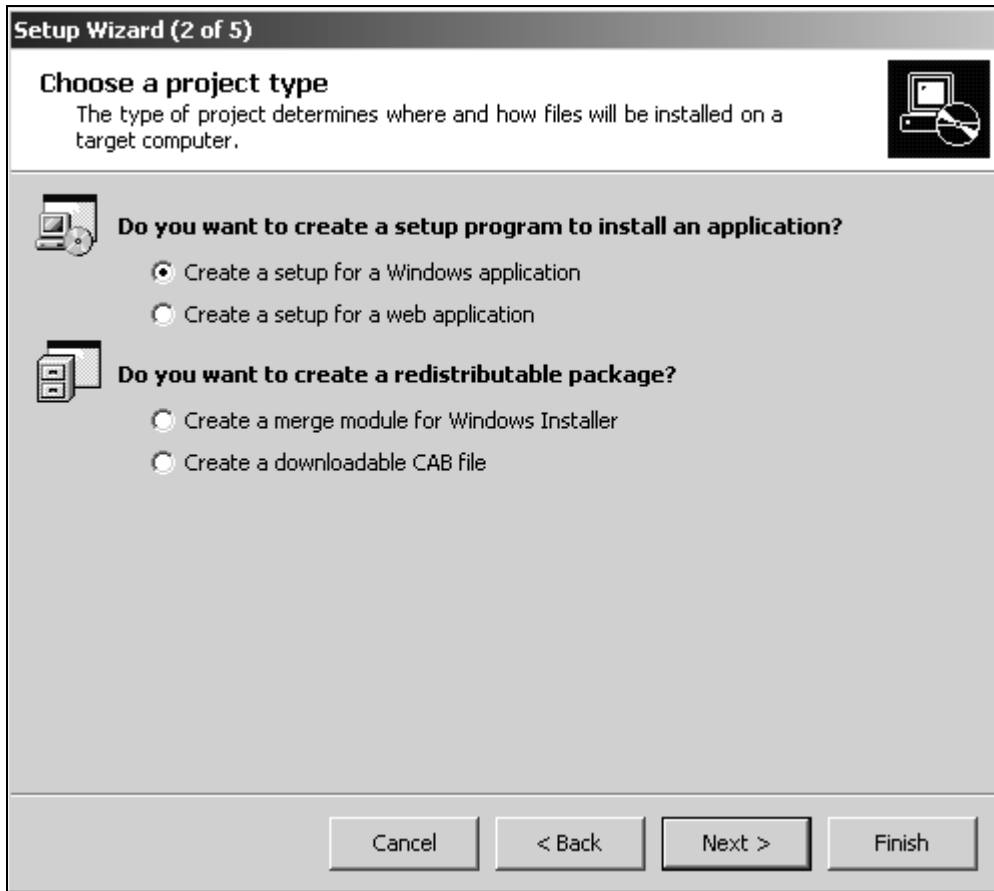 Setup Wizard (2 of 5)
Choose a project type
The type of project determines where and how files will be installed on a
target computer.
Do you want to create a setup program to install an application?
Create a setup for a Windows application
Create a setup for a web application
Do you want to create a redistributable package?
Create a merge module for Windows Installer
Create a downloadable CAB file
Cancel
< Back
Next >
Finish